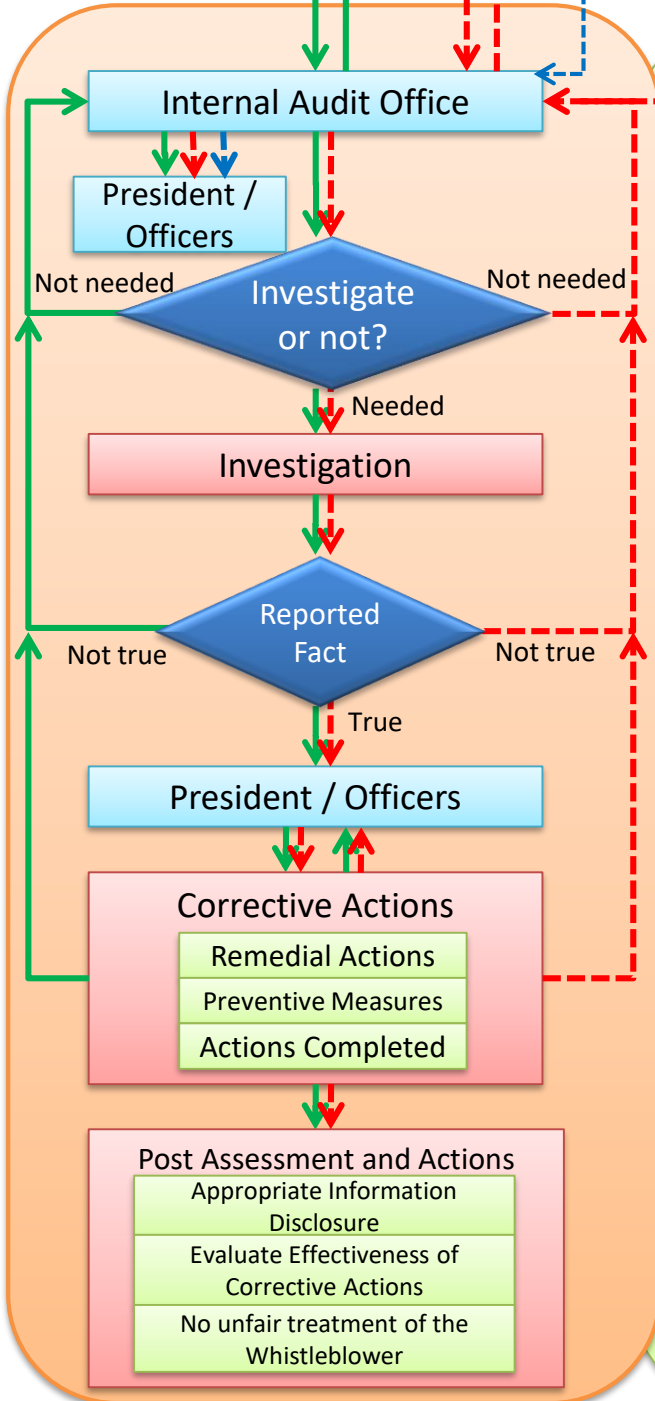 Internal Audit Office
President /
Officers
Not needed
Investigate
or not?
Not needed
Needed
Investigation
Reported
Fact
Not true
Not true
True
President / Officers
Corrective Actions
Remedial Actions
Preventive Measures
Actions Completed
Post Assessment and Actions
Appropriate Information
Disclosure
Evaluate Effectiveness of
Corrective Actions
No unfair treatment of the
Whistleblower